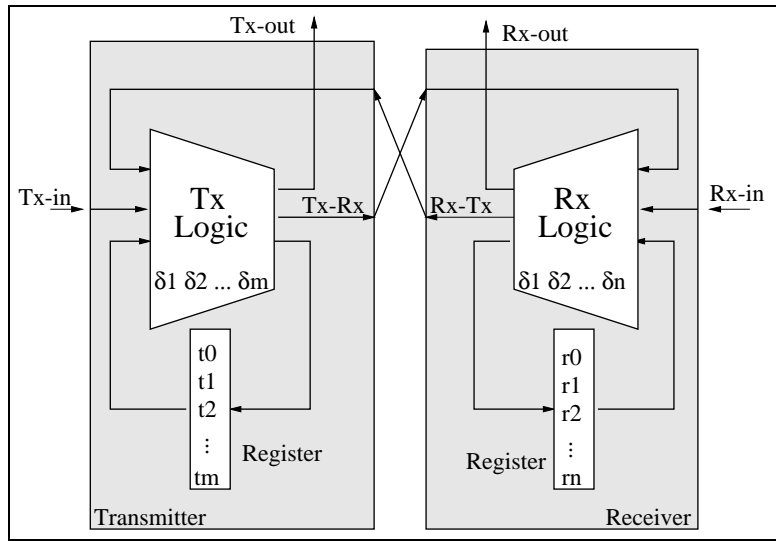 Tx-out
Rx-out
Tx-in
Tx
Logic
δ1 δ2 ... δm
Tx-Rx
Rx-Tx
Rx
Logic
δ1 δ2 ... δn
Rx-in
t0
t1
t2
...
tm
Register
Transmitter
r0
r1
r2
...
rn
Register
Receiver